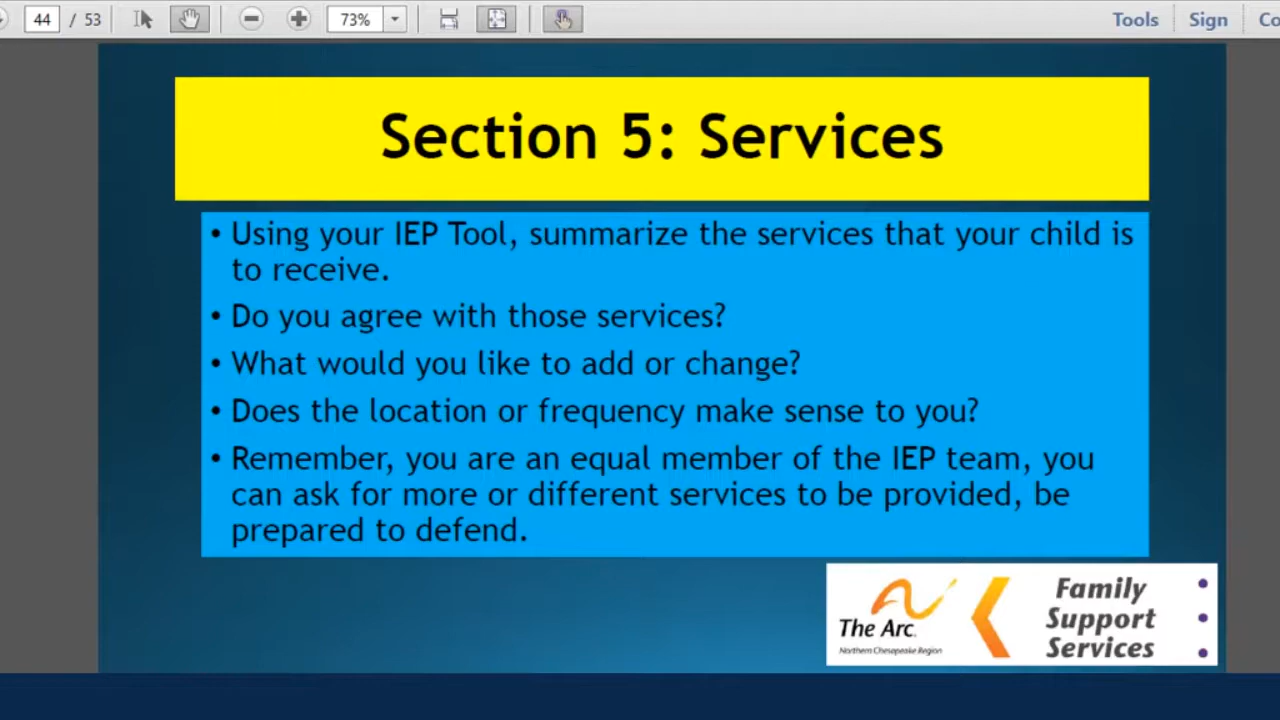 44 / 53 73% Tools Sign Co
Section 5: Services
• Using your IEP Tool, summarize the services that your child is
to receive.
• Do you agree with those services?
• What would you like to add or change?
• Does the location or frequency make sense to you?
• Remember, you are an equal member of the IEP team, you
can ask for more or different services to be provided, be
prepared to defend.
The Arc.
Northern Chesapeake Region
Family
Support
Services